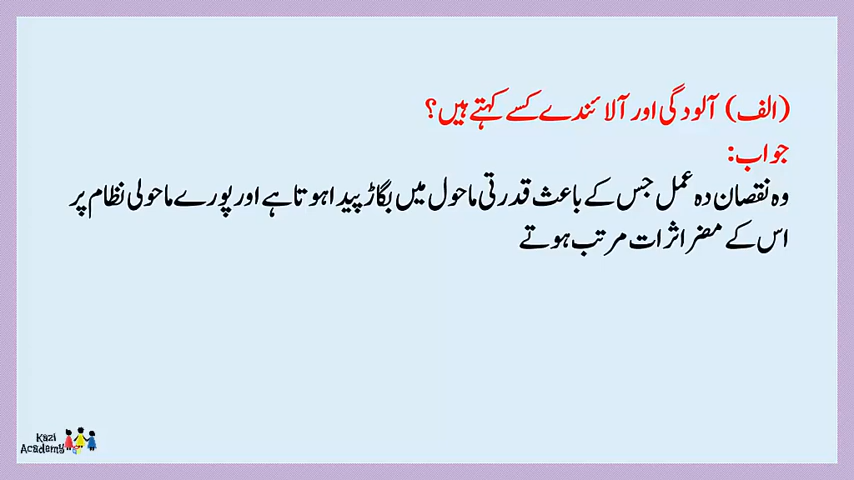 (الف) آلودگی اور آلائندے کسے کہتے ہیں؟
جواب:
وہ نقصان دہ عمل جس کے باعث قدرتی ماحول میں بگاڑ پیدا ہوتا ہے اور پورے ماحولی نظام پر
اس کے مضر اثرات مرتب ہوتے
Kazi
Academy